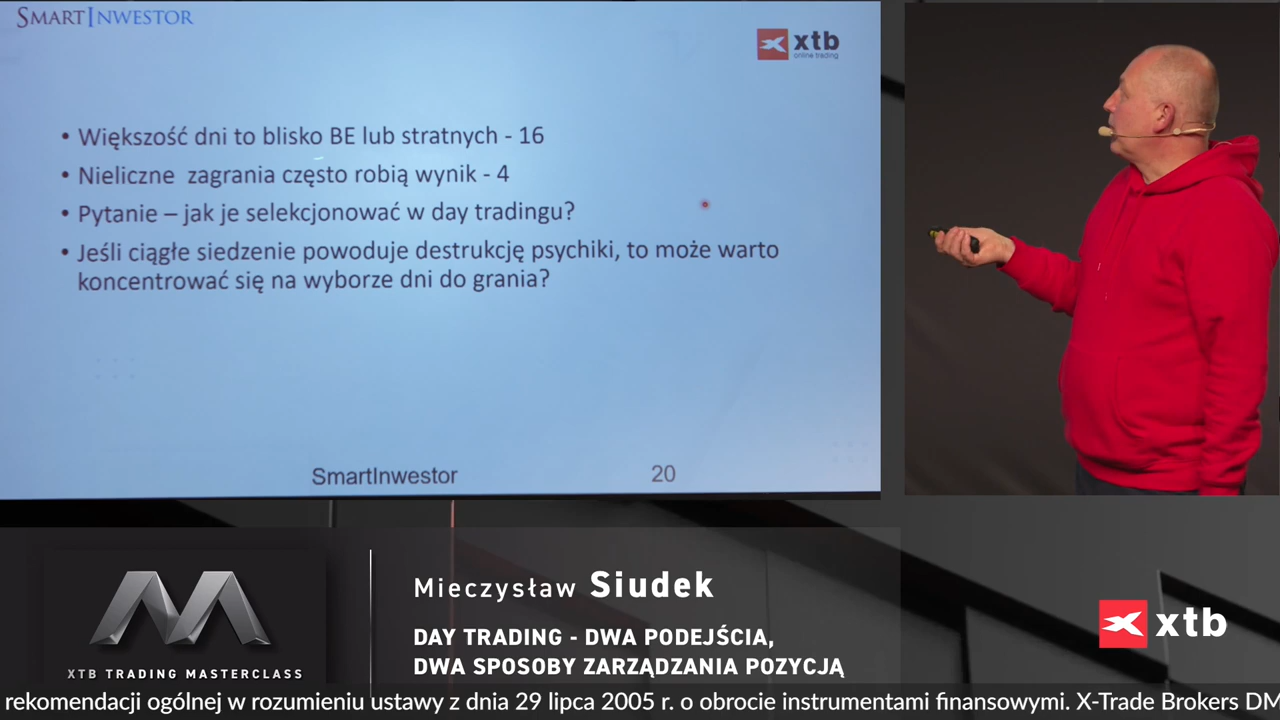 SMARTINWESTOR
xtb
online trading
• Większość dni to blisko BE lub stratnych - 16
• Nieliczne zagrania często robią wynik - 4
• Pytanie – jak je selekcjonować w day tradingu?
• Jeśli ciągłe siedzenie powoduje destrukcję psychiki, to może warto
koncentrować się na wyborze dni do grania?
SmartInwestor 20
XTB TRADING MASTERCLASS
Mieczysław Siudek
DAY TRADING - DWA PODEJŚCIA,
DWA SPOSOBY ZARZĄDZANIA POZYCJĄ
xtb
rekomendacji ogólnej w rozumieniu ustawy z dnia 29 lipca 2005 r. o obrocie instrumentami finansowymi. X-Trade Brokers DM